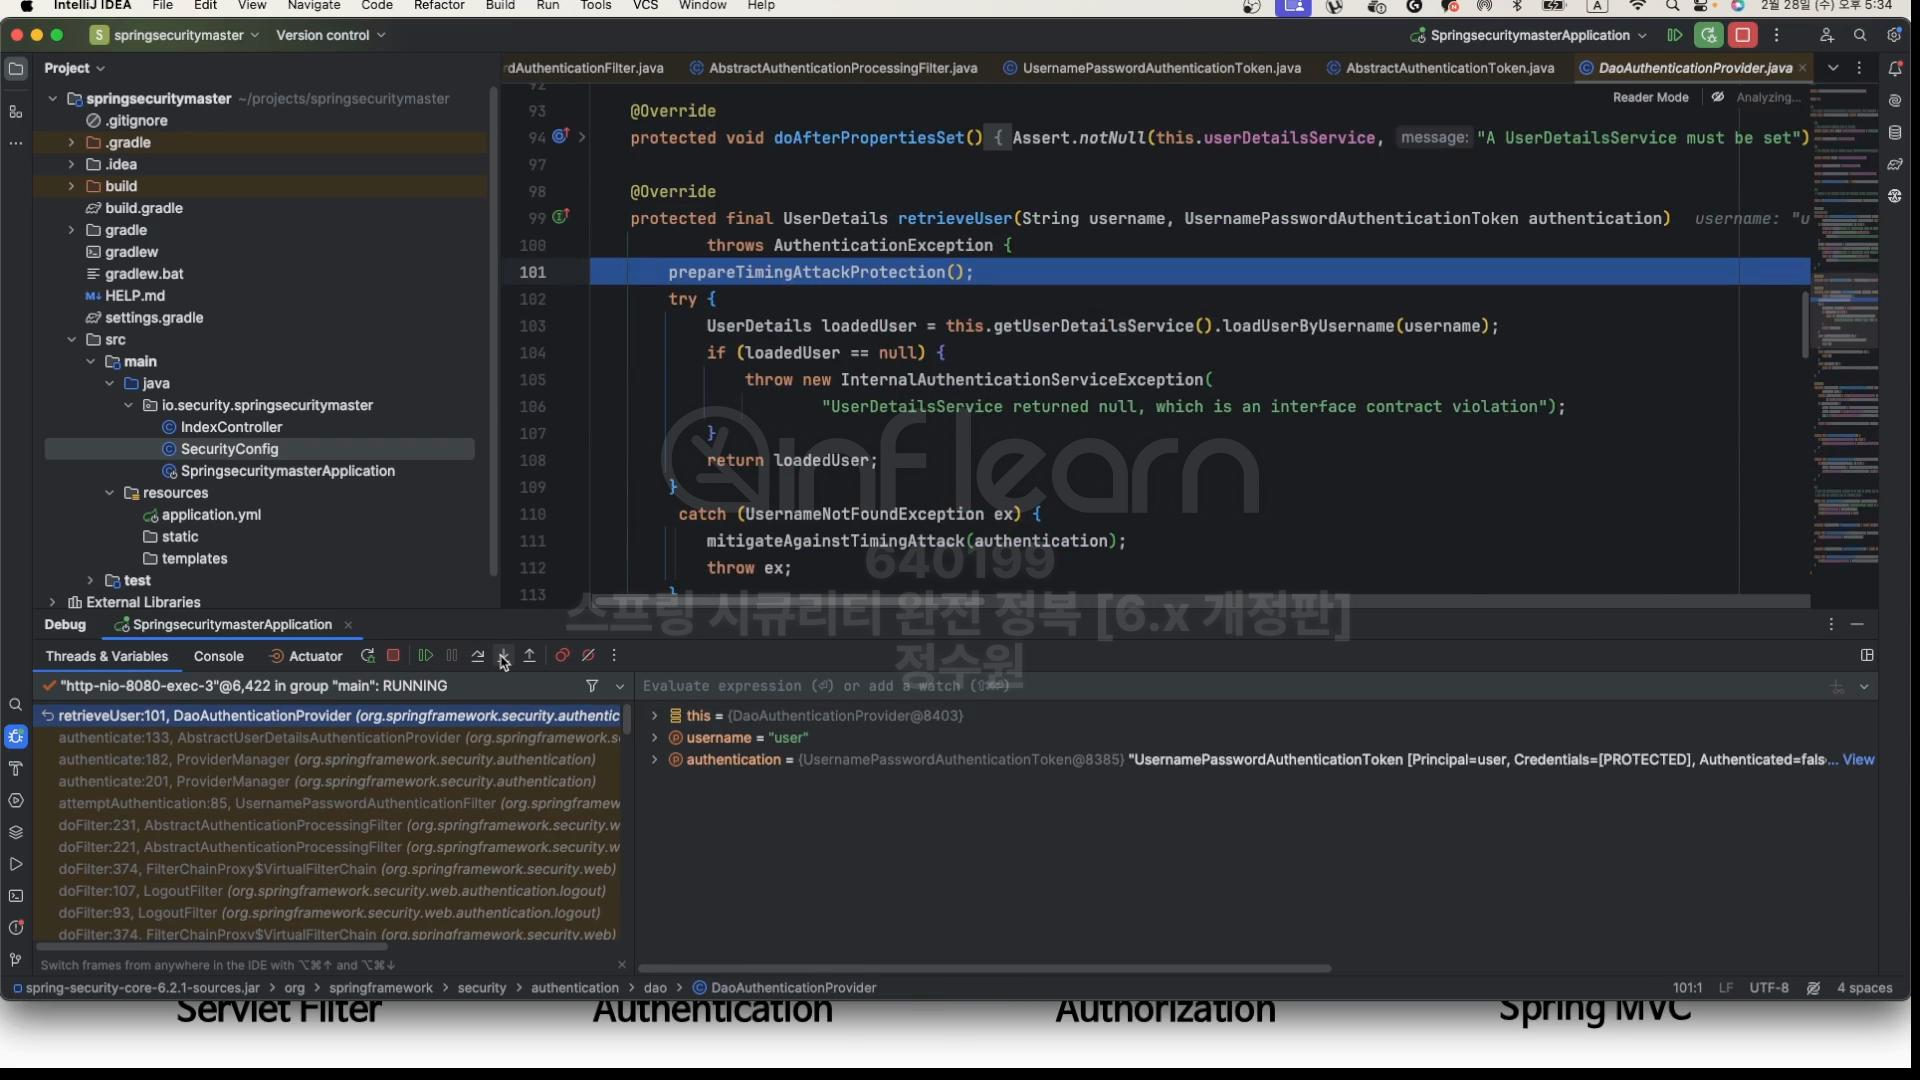 IntelliJ IDEA File Edit View Navigate Code Refactor Build Run Tools VCS Window Help
A 2월 28일 (수) 오후 5:34
S springsecuritymaster Version control SpringsecuritymasterApplication
Project
rdAuthenticationFilter.java AbstractAuthenticationProcessingFilter.java UsernamePasswordAuthenticationToken.java AbstractAuthenticationToken.java DaoAuthenticationProvider.java
Reader Mode Analyzing...
springsecuritymaster ~/projects/springsecuritymaster
.gitignore
.gradle
.idea
build
build.gradle
gradle
gradlew
gradlew.bat
M↓ HELP.md
settings.gradle
src
main
java
io.security.springsecuritymaster
IndexController
SecurityConfig
SpringsecuritymasterApplication
resources
application.yml
static
templates
test
External Libraries
92
93 @Override
94 protected void doAfterPropertiesSet() { Assert.notNull(this.userDetailsService, message: "A UserDetailsService must be set")
97
98 @Override
99 protected final UserDetails retrieveUser(String username, UsernamePasswordAuthenticationToken authentication) username: "u
100 throws AuthenticationException {
101 prepareTimingAttackProtection();
102 try {
103 UserDetails loadedUser = this.getUserDetailsService().loadUserByUsername(username);
104 if (loadedUser == null) {
105 throw new InternalAuthenticationServiceException(
106 "UserDetailsService returned null, which is an interface contract violation");
107 }
108 return loadedUser;
109 }
110 catch (UsernameNotFoundException ex) {
111 mitigateAgainstTimingAttack(authentication);
112 throw ex;
113 }
inflearn
640199
스프링 시큐리티 완전 정복 [6.x 개정판]
정수원
Debug SpringsecuritymasterApplication
Threads & Variables Console Actuator
"http-nio-8080-exec-3"@6,422 in group "main": RUNNING
retrieveUser:101, DaoAuthenticationProvider (org.springframework.security.authentic
authenticate:133, AbstractUserDetailsAuthenticationProvider (org.springframework.s
authenticate:182, ProviderManager (org.springframework.security.authentication)
authenticate:201, ProviderManager (org.springframework.security.authentication)
attemptAuthentication:85, UsernamePasswordAuthenticationFilter (org.springframew
doFilter:231, AbstractAuthenticationProcessingFilter (org.springframework.security.w
doFilter:221, AbstractAuthenticationProcessingFilter (org.springframework.security.w
doFilter:374, FilterChainProxy$VirtualFilterChain (org.springframework.security.web)
doFilter:107, LogoutFilter (org.springframework.security.web.authentication.logout)
doFilter:93, LogoutFilter (org.springframework.security.web.authentication.logout)
doFilter:374, FilterChainProxy$VirtualFilterChain (org.springframework.security.web)
Switch frames from anywhere in the IDE with ⌥⌘↑ and ⌥⌘↓
Evaluate expression (⏎) or add a watch (⇧⌘⏎)
this = {DaoAuthenticationProvider@8403}
username = "user"
authentication = {UsernamePasswordAuthenticationToken@8385} "UsernamePasswordAuthenticationToken [Principal=user, Credentials=[PROTECTED], Authenticated=fals... View
spring-security-core-6.2.1-sources.jar > org > springframework > security > authentication > dao > DaoAuthenticationProvider
101:1 LF UTF-8 4 spaces
Servlet Filter Authentication Authorization Spring MVC